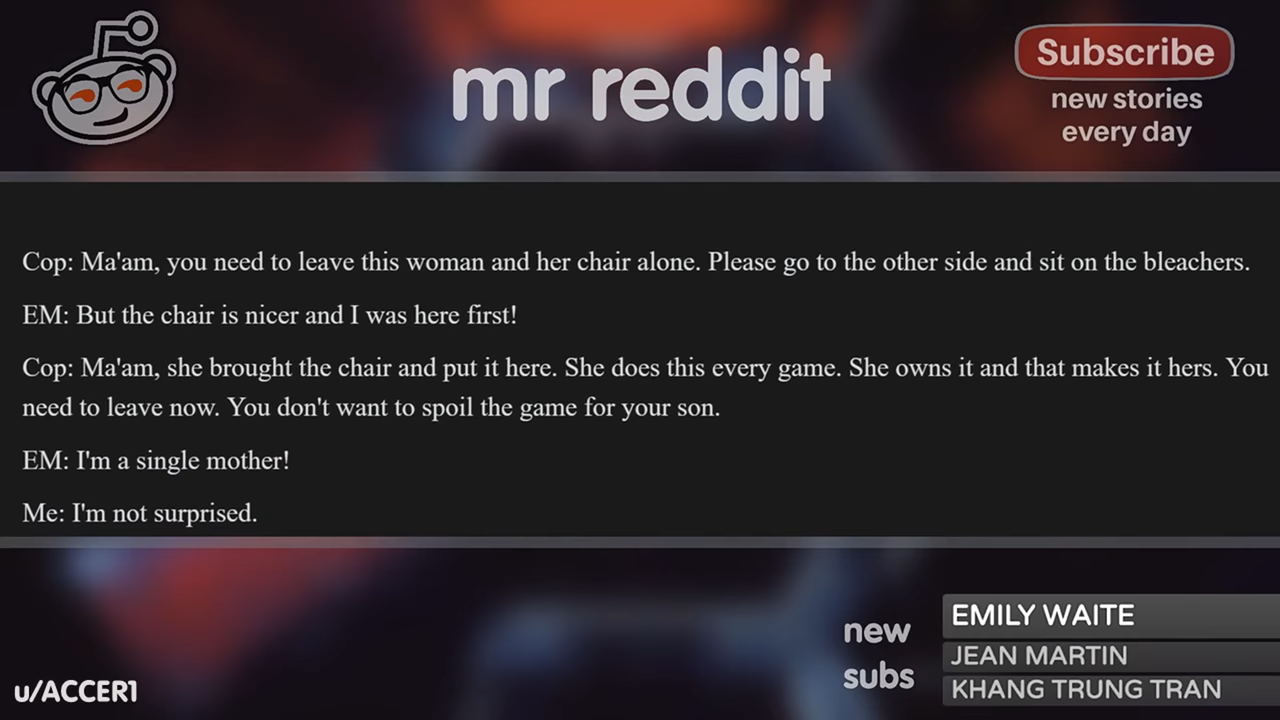 mr reddit
Subscribe
new stories
every day
Cop: Ma'am, you need to leave this woman and her chair alone. Please go to the other side and sit on the bleachers.
EM: But the chair is nicer and I was here first!
Cop: Ma'am, she brought the chair and put it here. She does this every game. She owns it and that makes it hers. You
need to leave now. You don't want to spoil the game for your son.
EM: I'm a single mother!
Me: I'm not surprised.
new
subs
EMILY WAITE
JEAN MARTIN
KHANG TRUNG TRAN
u/ACCER1